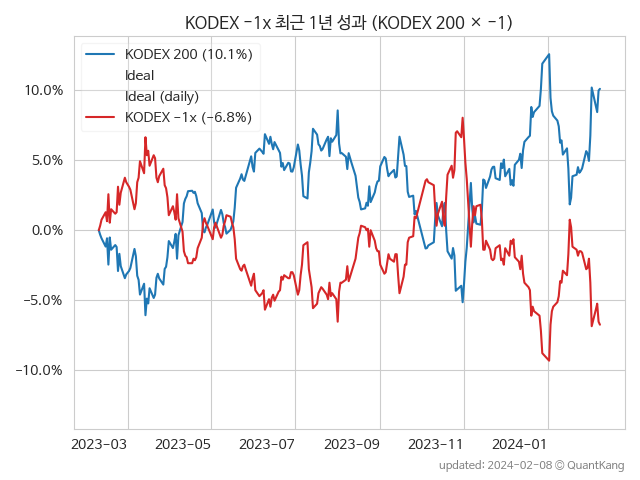 KODEX −1x 최근 1년 성과 (KODEX 200 × −1)
KODEX 200 (10.1%)
Ideal
Ideal (daily)
KODEX −1x (−6.8%)
10.0%
5.0%
0.0%
−5.0%
−10.0%
2023-03
2023-05
2023-07
2023-09
2023-11
2024-01
updated: 2024-02-08 © QuantKang